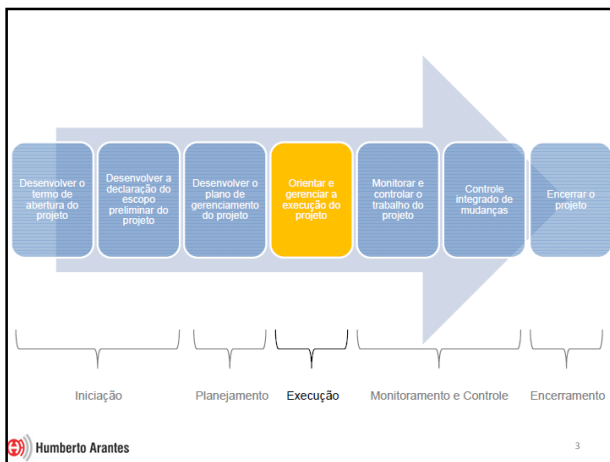 Desenvolver o
termo de
abertura do
projeto
Desenvolver a
declaração do
escopo
preliminar do
projeto
Desenvolver o
plano de
gerenciamento
do projeto
Orientar e
gerenciar a
execução do
projeto
Monitorar e
controlar o
trabalho do
projeto
Controle
integrado de
mudanças
Encerrar o
projeto
Iniciação
Planejamento
Execução
Monitoramento e Controle
Encerramento
Humberto Arantes
3